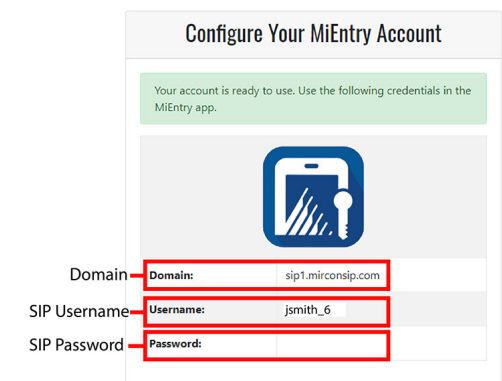 Configure Your MiEntry Account
Your account is ready to use. Use the following credentials in the
MiEntry app.
Domain
Domain: sip1.mirconsip.com
SIP Username
Username: jsmith_6
SIP Password
Password: